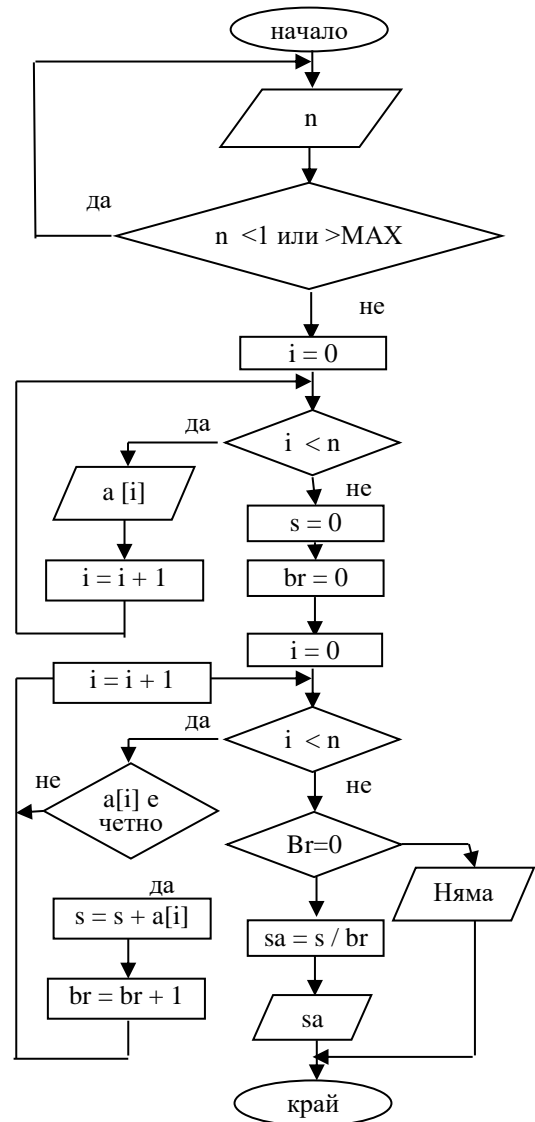 начало
n
да
n <1 или >MAX
не
i = 0
да
i < n
a [i]
не
s = 0
i = i + 1
br = 0
i = 0
i = i + 1
да
i < n
не
a[i] е
четно
не
Br=0
Няма
да
s = s + a[i]
sa = s / br
br = br + 1
sa
край